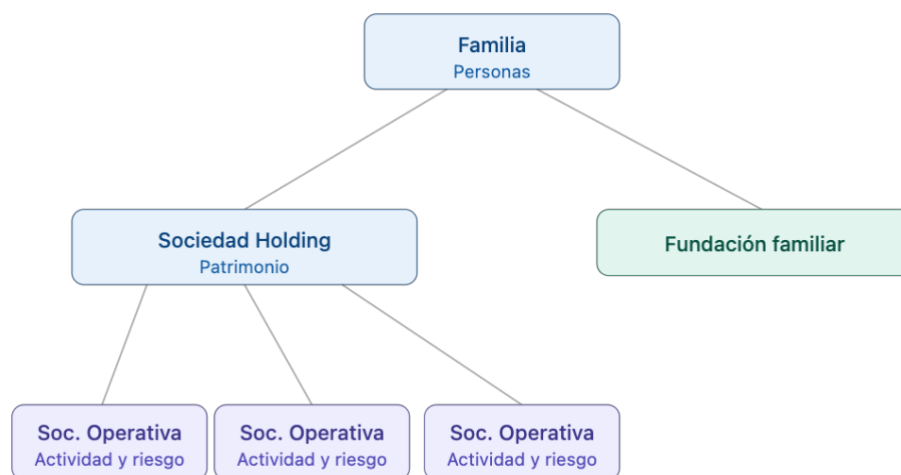 Familia
Personas
Sociedad Holding
Patrimonio
Fundación familiar
Soc. Operativa
Actividad y riesgo
Soc. Operativa
Actividad y riesgo
Soc. Operativa
Actividad y riesgo